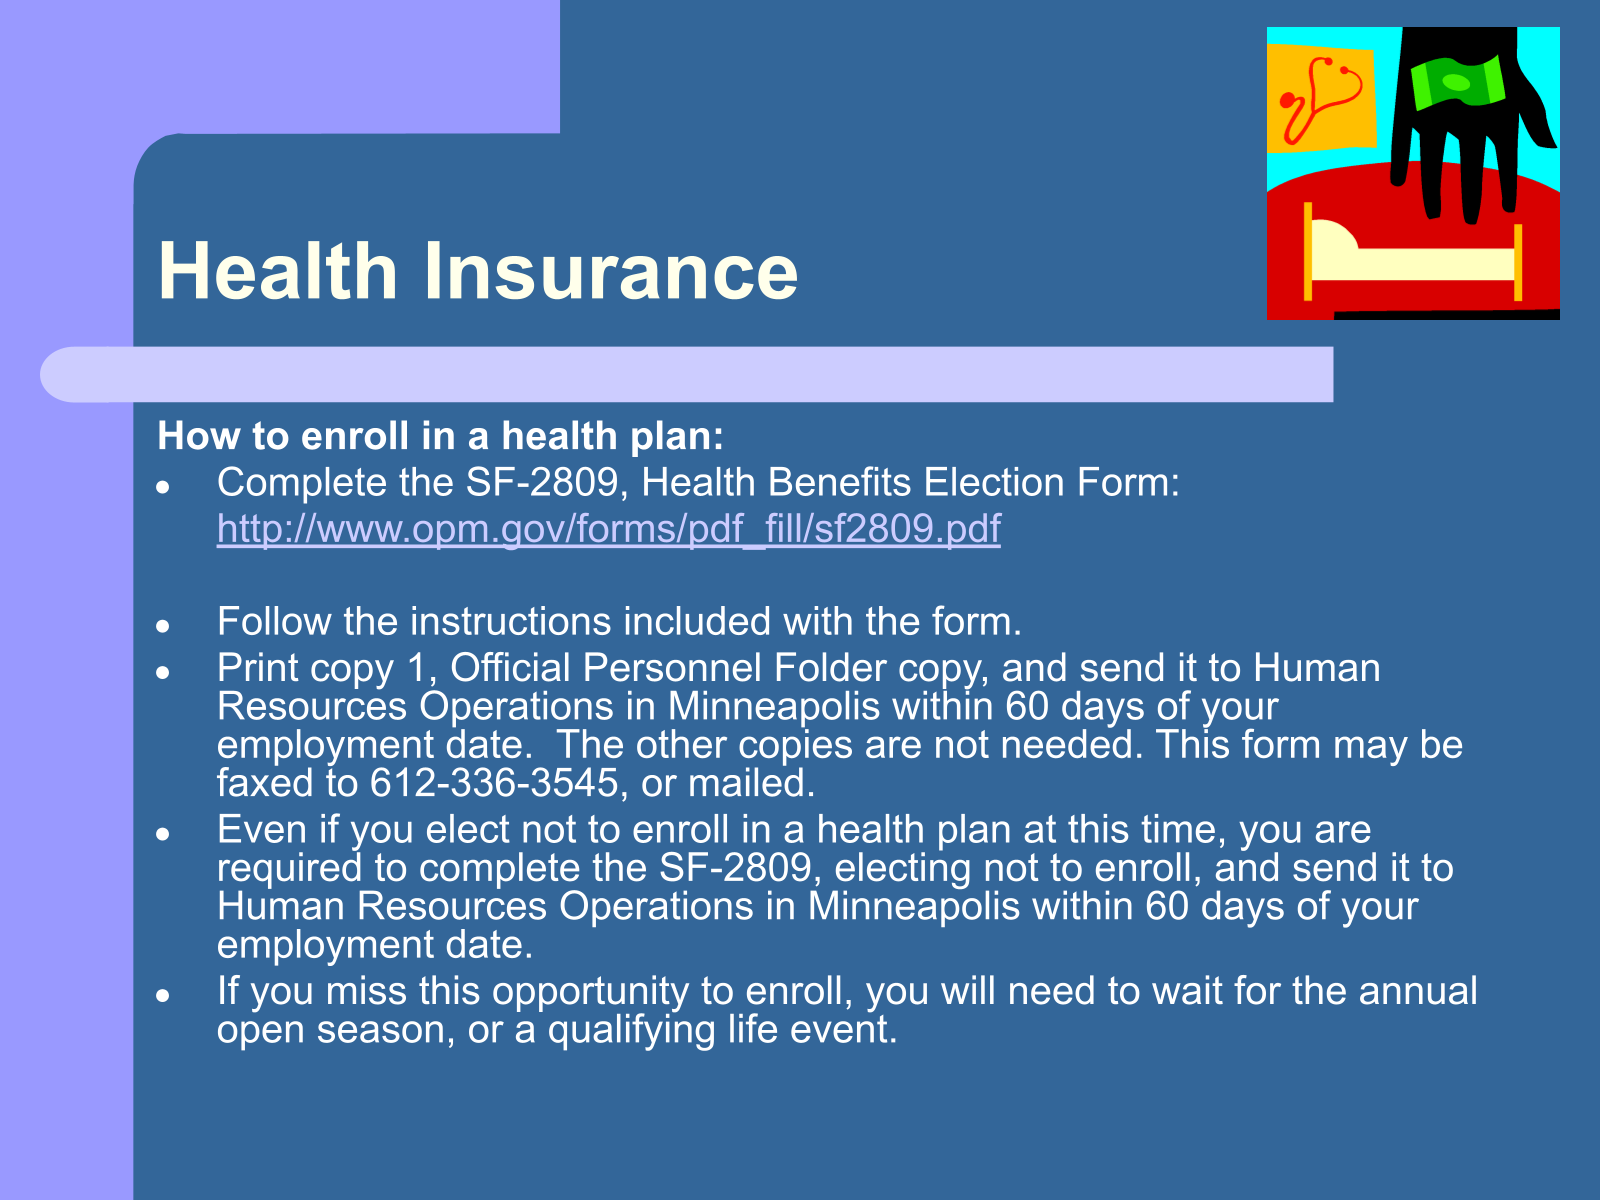 Health Insurance
How to enroll in a health plan:
● Complete the SF-2809, Health Benefits Election Form:
http://www.opm.gov/forms/pdf_fill/sf2809.pdf
● Follow the instructions included with the form.
● Print copy 1, Official Personnel Folder copy, and send it to Human
Resources Operations in Minneapolis within 60 days of your
employment date.  The other copies are not needed. This form may be
faxed to 612-336-3545, or mailed.
● Even if you elect not to enroll in a health plan at this time, you are
required to complete the SF-2809, electing not to enroll, and send it to
Human Resources Operations in Minneapolis within 60 days of your
employment date.
● If you miss this opportunity to enroll, you will need to wait for the annual
open season, or a qualifying life event.